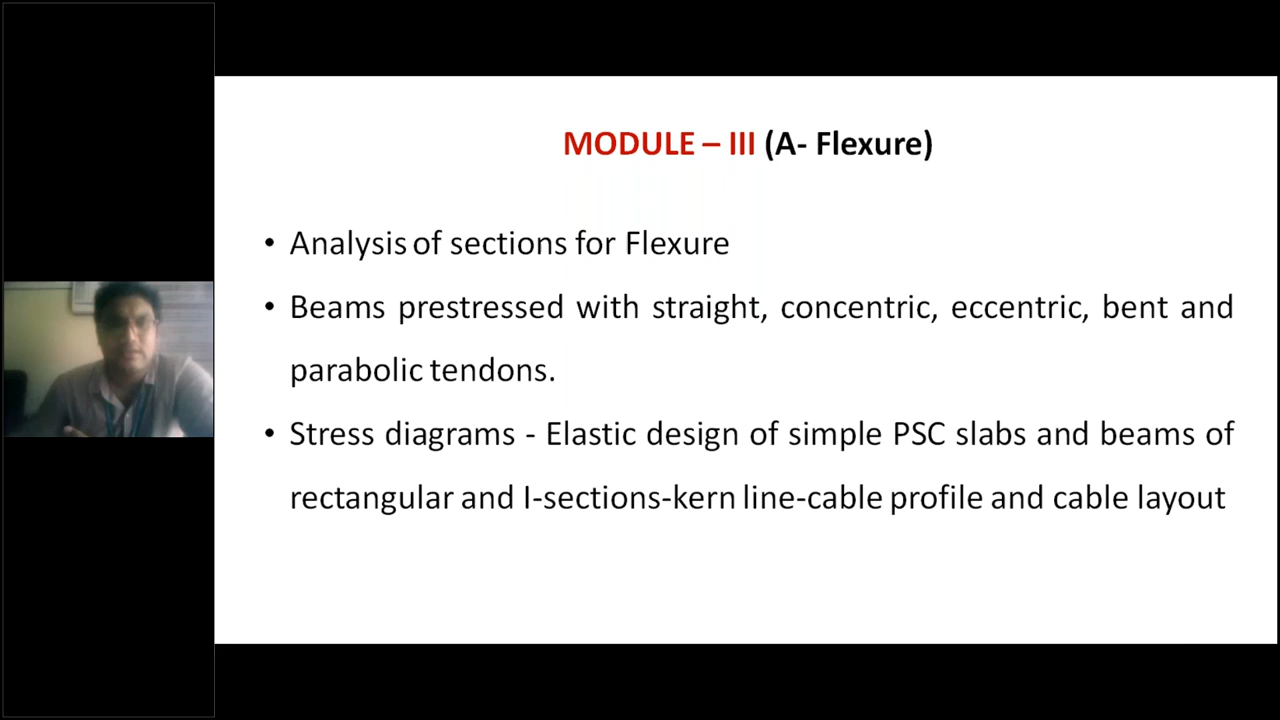 MODULE – III (A- Flexure)
• Analysis of sections for Flexure
• Beams prestressed with straight, concentric, eccentric, bent and
parabolic tendons.
• Stress diagrams - Elastic design of simple PSC slabs and beams of
rectangular and I-sections-kern line-cable profile and cable layout